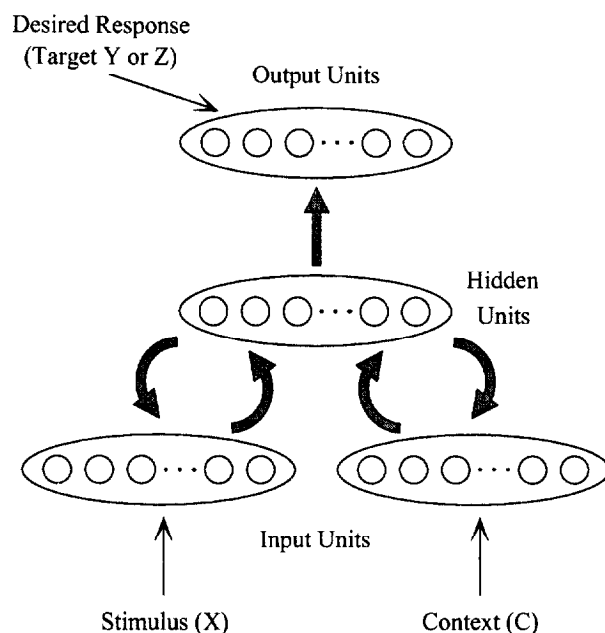 Desired Response
(Target Y or Z)
Output Units
Hidden
Units
Input Units
Stimulus (X)
Context (C)